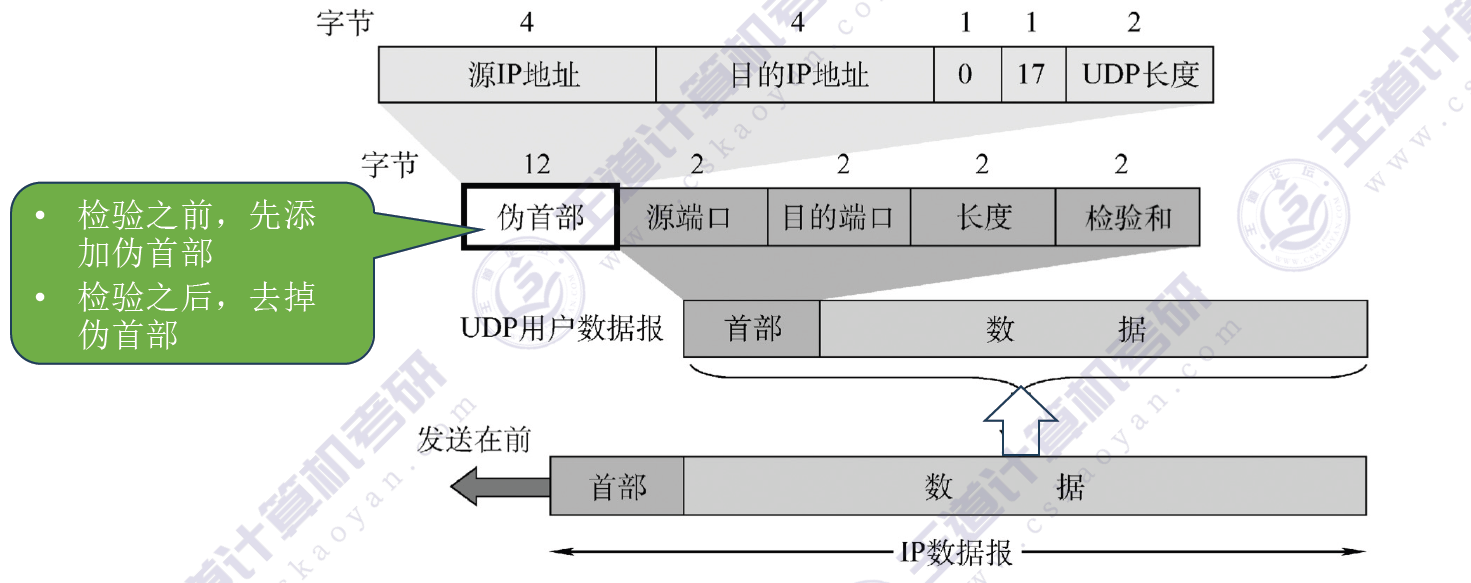 字节 4 4 1 1 2
源IP地址 目的IP地址 0 17 UDP长度
字节 12 2 2 2 2
伪首部 源端口 目的端口 长度 检验和
• 检验之前，先添
加伪首部
• 检验之后，去掉
伪首部
UDP用户数据报 首部 数 据
发送在前
首部 数 据
IP数据报
王道计算机考研
www.cskaoyan.com